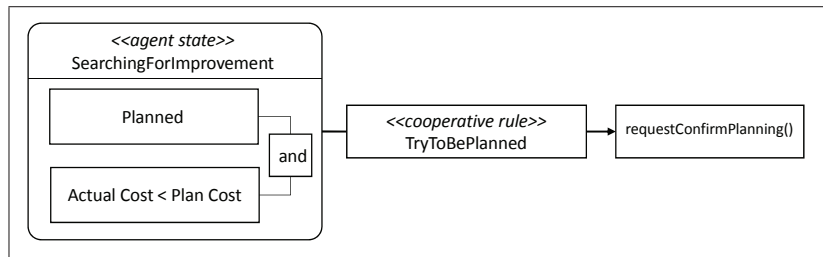 <<agent state>>
SearchingForImprovement
Planned
and
Actual Cost < Plan Cost
<<cooperative rule>>
TryToBePlanned
requestConfirmPlanning()